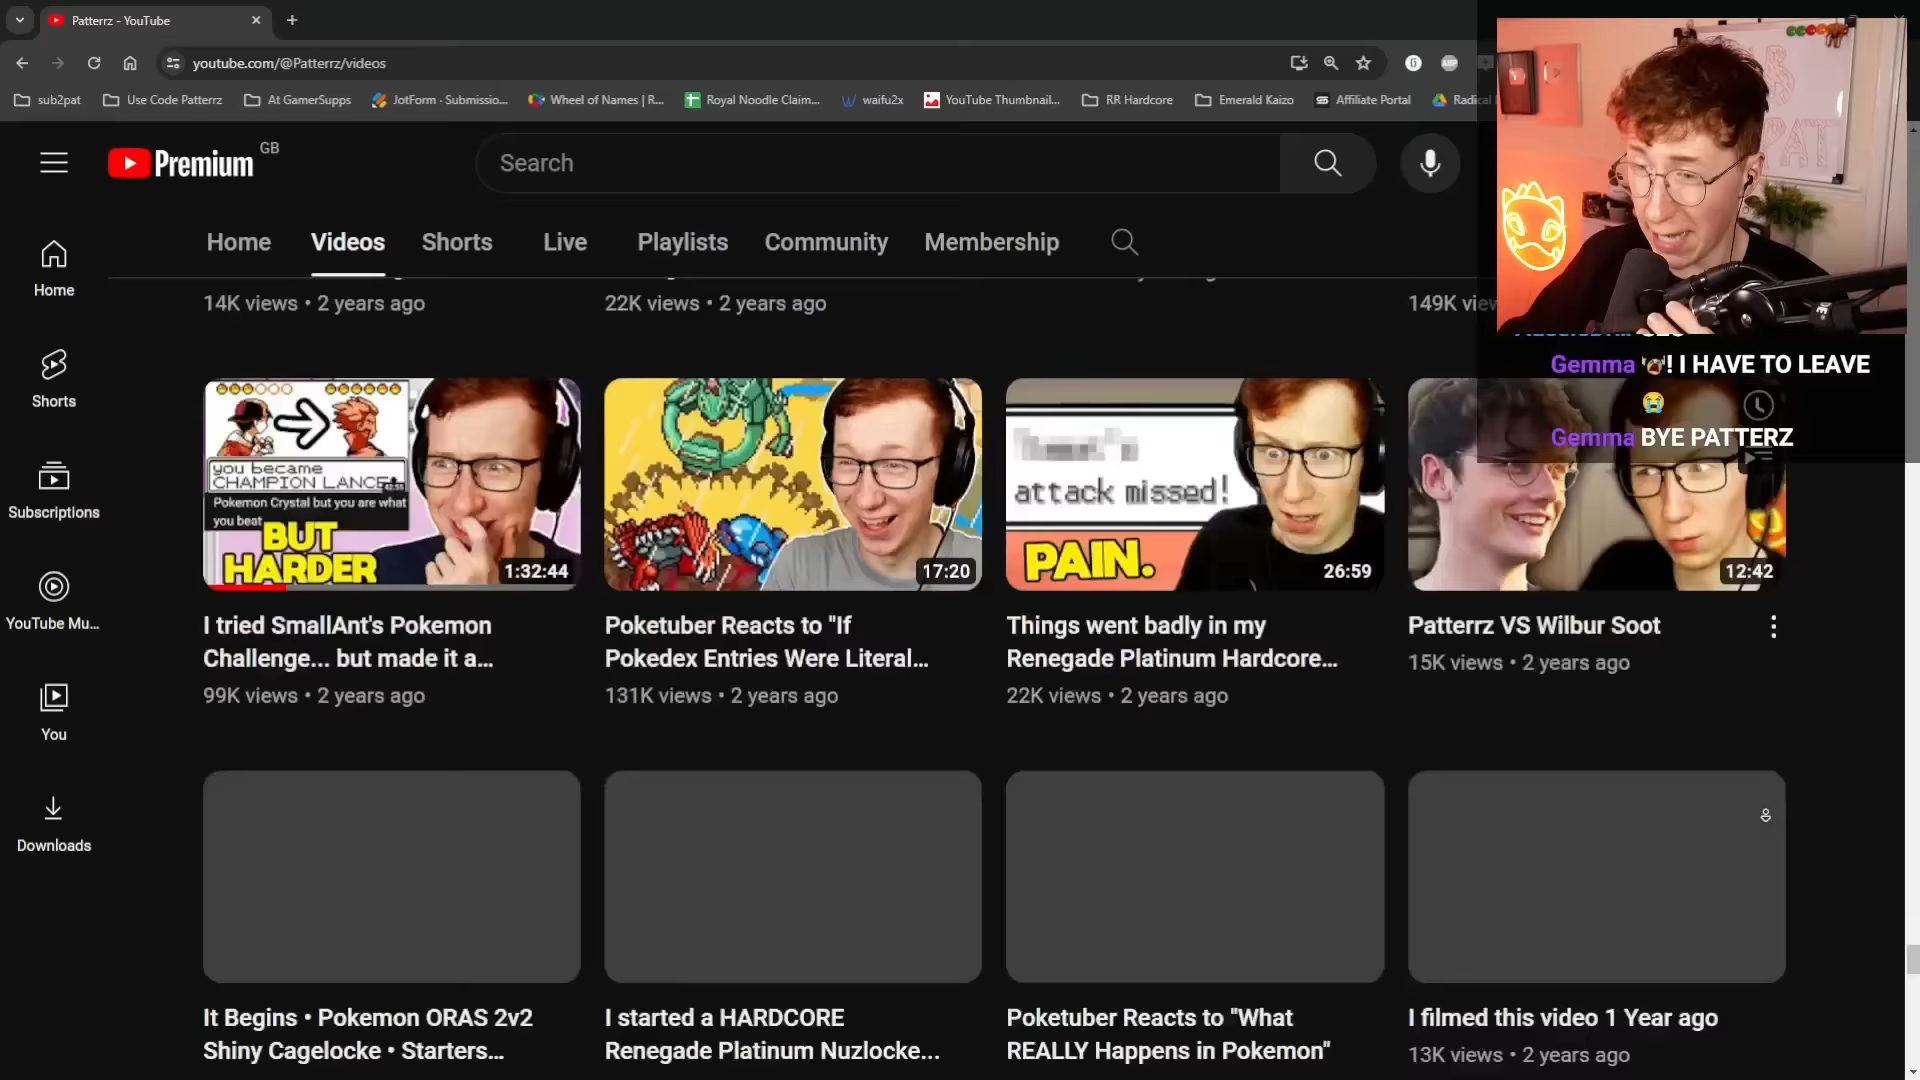 Patterrz - YouTube
youtube.com/@Patterrz/videos
sub2pat
Use Code Patterrz
At GamerSupps
JotForm · Submissio...
Wheel of Names | R...
Royal Noodle Claim...
waifu2x
YouTube Thumbnail...
RR Hardcore
Emerald Kaizo
Affiliate Portal
Radical
Premium GB
Search
Home Videos Shorts Live Playlists Community Membership
14K views • 2 years ago
22K views • 2 years ago
149K
Gemma ! I HAVE TO LEAVE
😭
Gemma BYE PATTERZ
Home
Shorts
Subscriptions
YouTube Mu...
You
Downloads
you became
CHAMPION LANCE
Pokemon Crystal but you are what
you beat
BUT
HARDER
1:32:44
17:20
attack missed!
PAIN.
26:59
12:42
I tried SmallAnt's Pokemon
Challenge... but made it a...
99K views • 2 years ago
Poketuber Reacts to "If
Pokedex Entries Were Literal...
131K views • 2 years ago
Things went badly in my
Renegade Platinum Hardcore...
22K views • 2 years ago
Patterrz VS Wilbur Soot
15K views • 2 years ago
It Begins • Pokemon ORAS 2v2
Shiny Cagelocke • Starters...
I started a HARDCORE
Renegade Platinum Nuzlocke...
Poketuber Reacts to "What
REALLY Happens in Pokemon"
I filmed this video 1 Year ago
13K views • 2 years ago